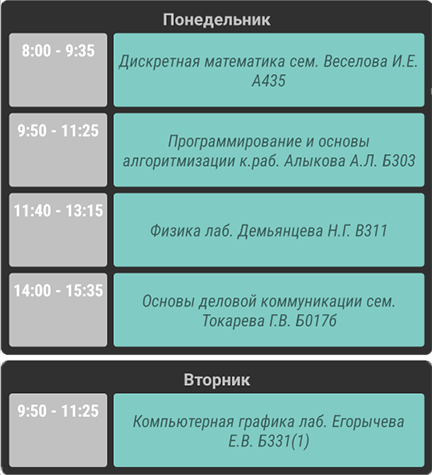 Понедельник
8:00 - 9:35
Дискретная математика сем. Веселова И.Е.
А435
9:50 - 11:25
Программирование и основы
алгоритмизации к.раб. Алыкова А.Л. Б303
11:40 - 13:15
Физика лаб. Демьянцева Н.Г. В311
14:00 - 15:35
Основы деловой коммуникации сем.
Токарева Г.В. Б017б
Вторник
9:50 - 11:25
Компьютерная графика лаб. Егорычева
Е.В. Б331(1)